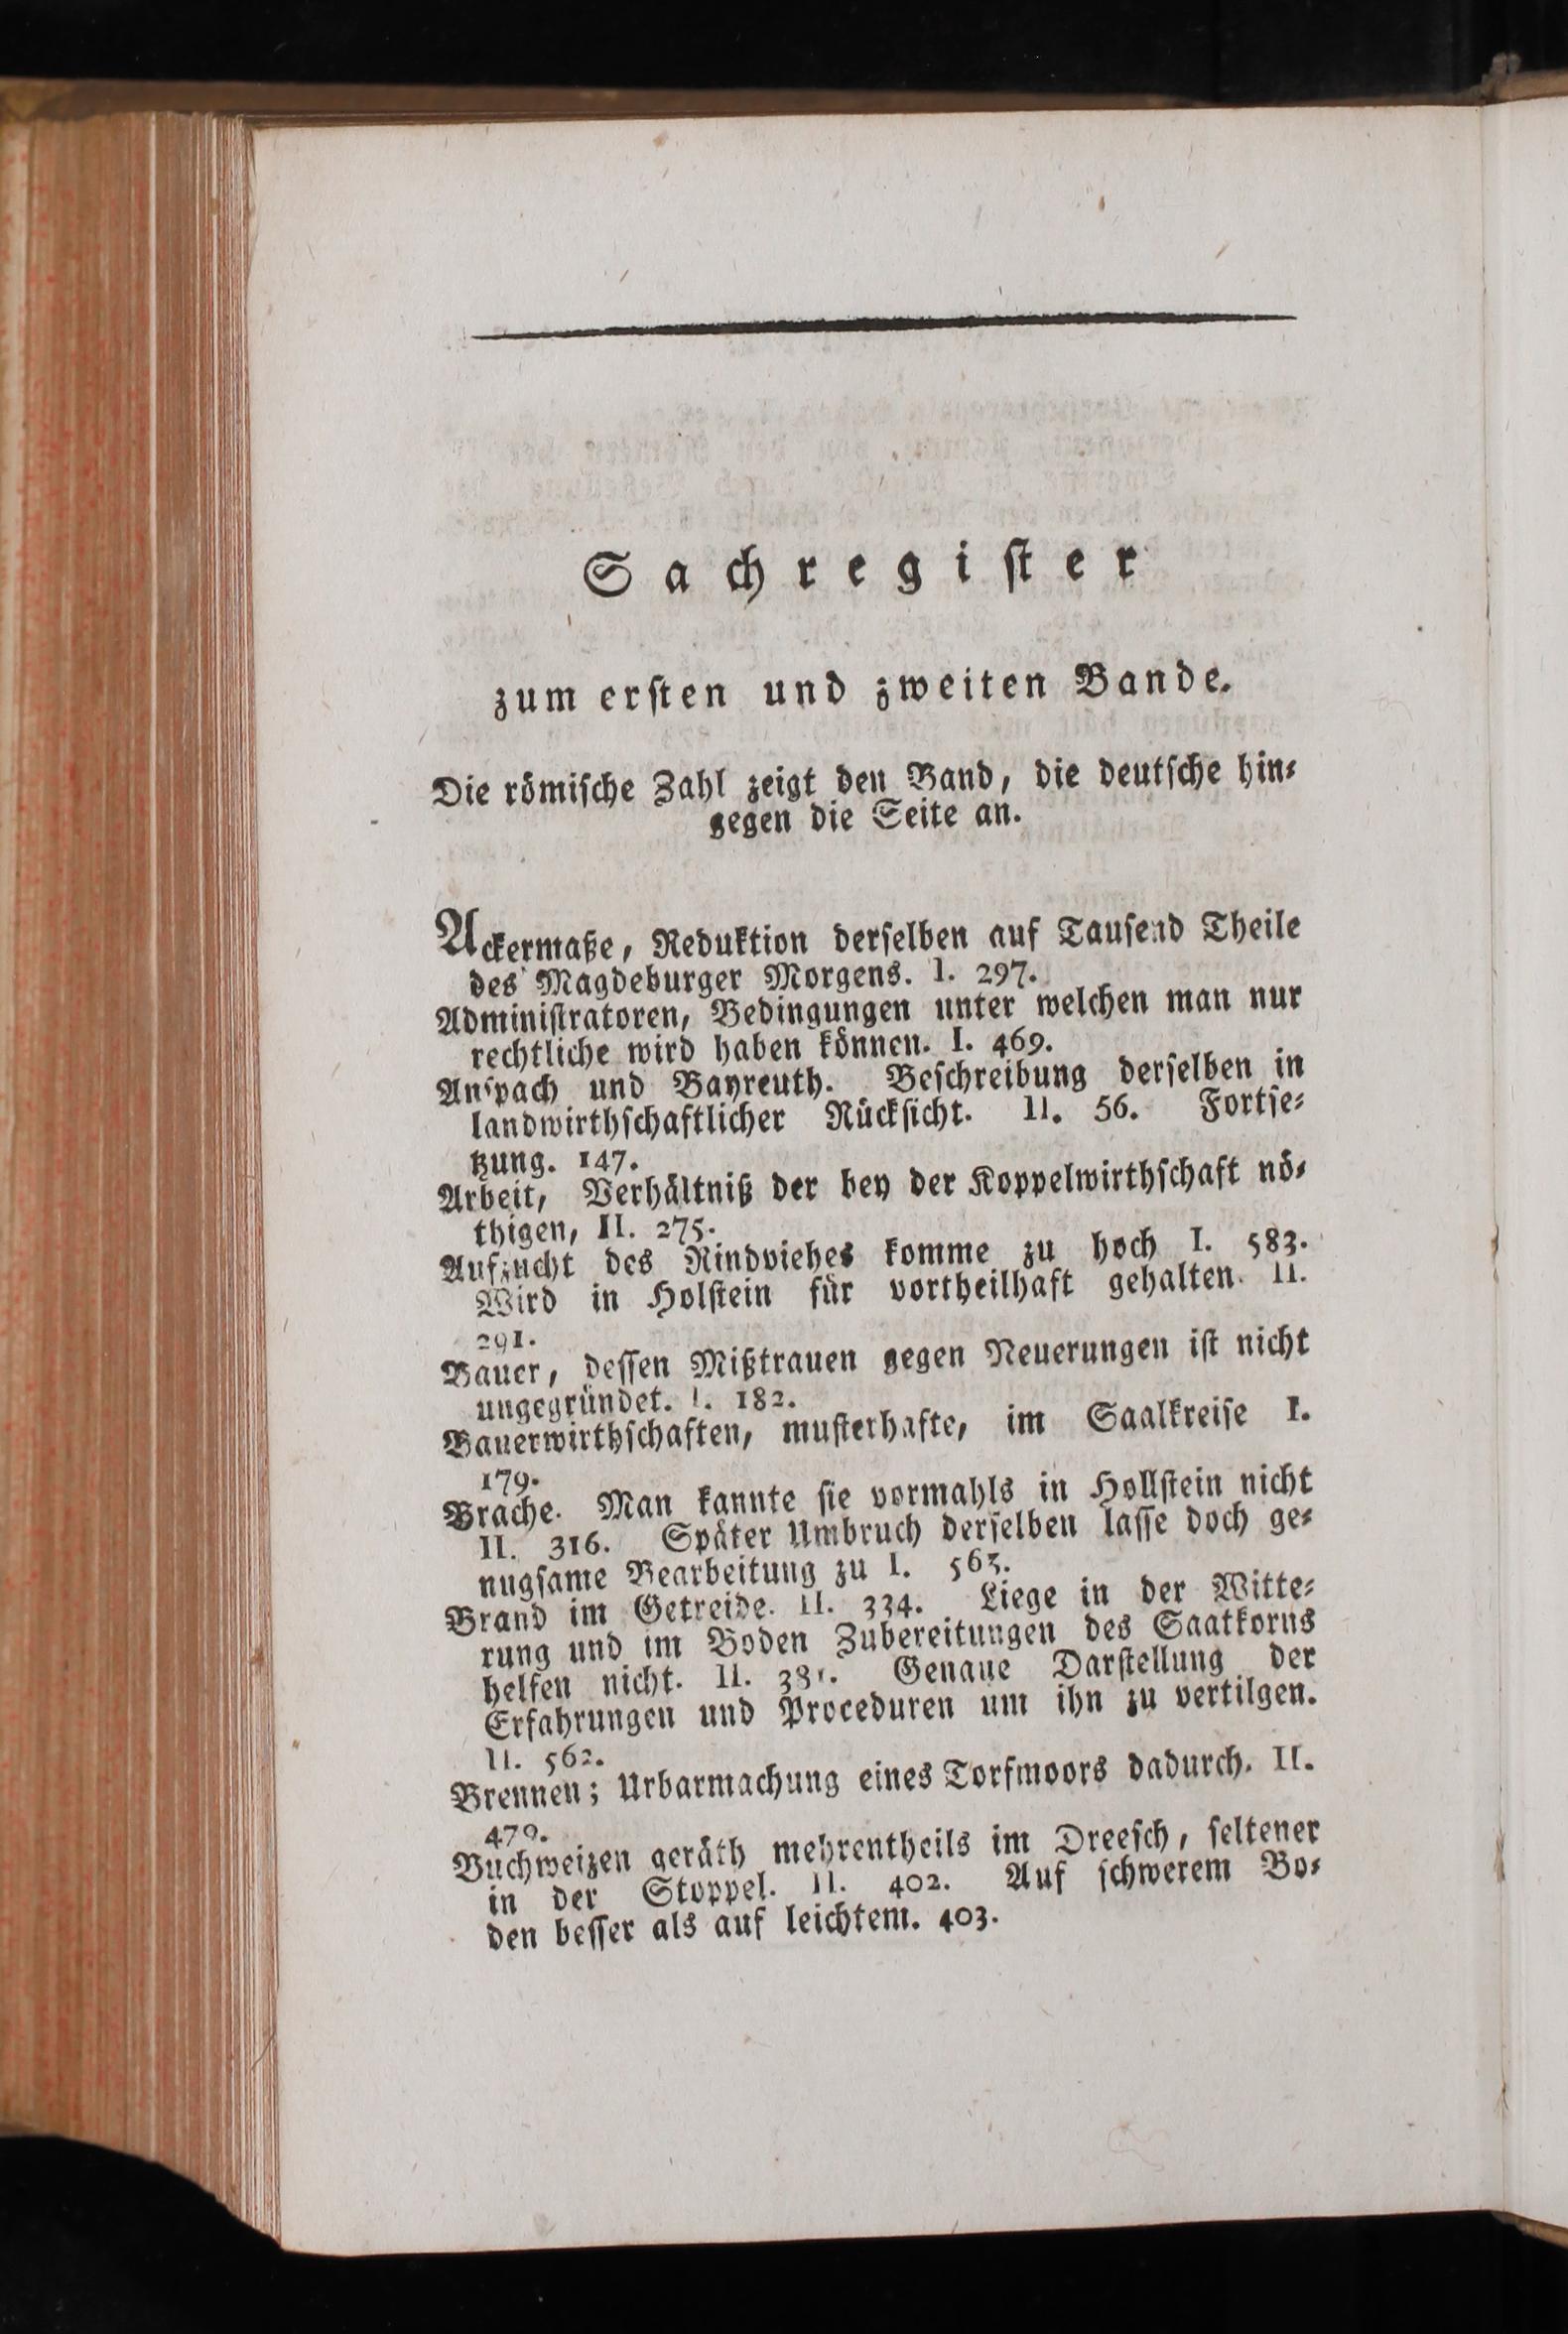 Sachregister
zum ersten und zweiten Bande.
Die römische Zahl zeigt den Band, die deutsche hin⸗
gegen die Seite an.
Ackermaße, Reduktion derselben auf Tausend Theile
des Magdeburger Morgens. I. 297.
Administratoren, Bedingungen unter welchen man nur
rechtliche wird haben können. I. 469.
Anspach und Bayreuth. Beschreibung derselben in
landwirthschaftlicher Rücksicht. II. 56. Fortse⸗
tzung. 147.
Arbeit, Verhältniß der bey der Koppelwirthschaft nö⸗
thigen, II. 275.
Aufzucht des Rindviehes komme zu hoch I. 583.
Wird in Holstein für vortheilhaft gehalten. II.
291.
Bauer, dessen Mißtrauen gegen Neuerungen ist nicht
ungegründet. I. 182.
Bauerwirthschaften, musterhafte, im Saalkreise I.
179.
Brache. Man kannte sie vormahls in Hollstein nicht
II. 316. Später Umbruch derselben lasse doch ge⸗
nugsame Bearbeitung zu I. 563.
Brand im Getreide. II. 334. Liege in der Witte⸗
rung und im Boden Zubereitungen des Saatkorns
helfen nicht. II. 381. Genaue Darstellung der
Erfahrungen und Proceduren um ihn zu vertilgen.
II. 562.
Brennen; Urbarmachung eines Torfmoors dadurch. II.
479.
Buchweizen geräth mehrentheils im Dreesch, seltener
in der Stoppel. II. 402. Auf schwerem Bo⸗
den besser als auf leichtem. 403.